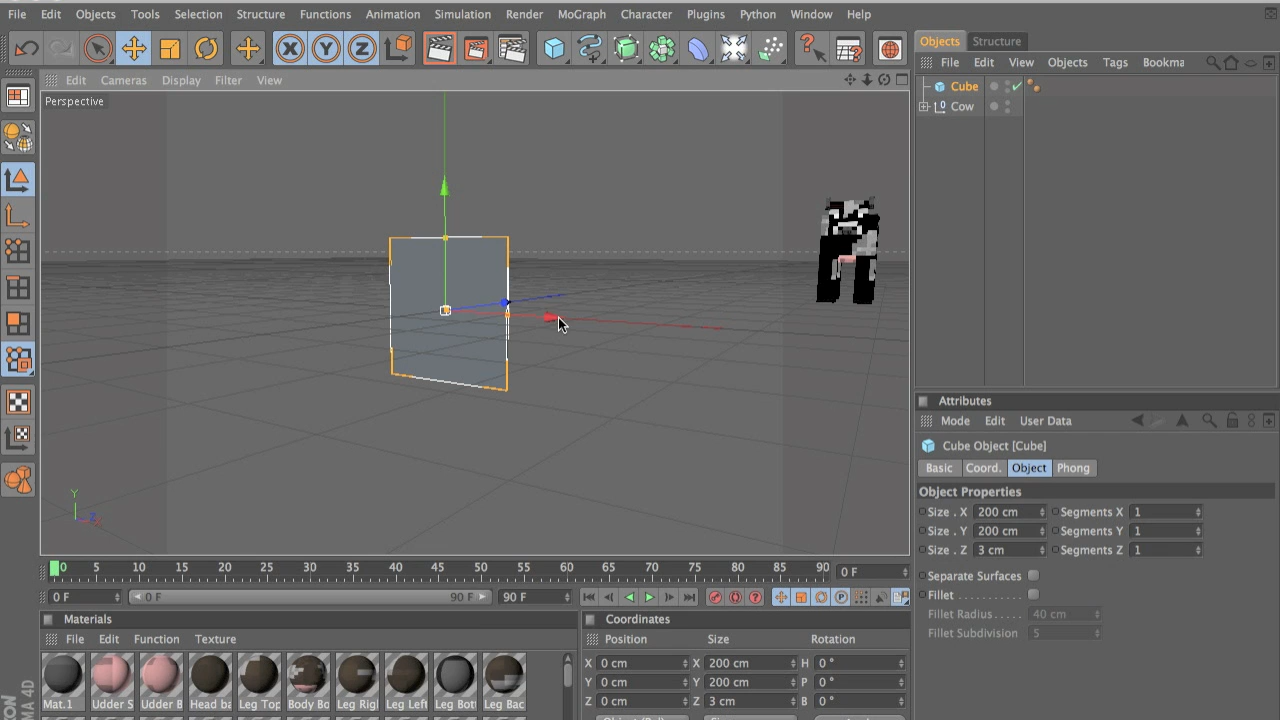 File Edit Objects Tools Selection Structure Functions Animation Simulation Render MoGraph Character Plugins Python Window Help
X Y Z
Objects Structure
File Edit View Objects Tags Bookma
Edit Cameras Display Filter View
Perspective
Cube
0 Cow
Y
Z
Attributes
Mode Edit User Data
Cube Object [Cube]
Basic Coord. Object Phong
Object Properties
Size . X 200 cm Segments X 1
Size . Y 200 cm Segments Y 1
Size . Z 3 cm Segments Z 1
Separate Surfaces
Fillet . . . . . . . . . . .
Fillet Radius . . . . . 40 cm
Fillet Subdivision 5
0 5 10 15 20 25 30 35 40 45 50 55 60 65 70 75 80 85 90 0 F
0 F 0 F 90 F 90 F
P
Materials
File Edit Function Texture
Mat.1 Udder S Udder B Head ba Leg Top Body Bo Leg Rig Leg Left Leg Bott Leg Bac
Coordinates
Position Size Rotation
X 0 cm X 200 cm H 0 °
Y 0 cm Y 200 cm P 0 °
Z 0 cm Z 3 cm B 0 °